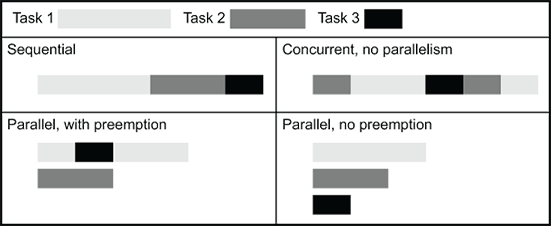 Task 1 Task 2 Task 3
Sequential
Concurrent, no parallelism
Parallel, with preemption
Parallel, no preemption